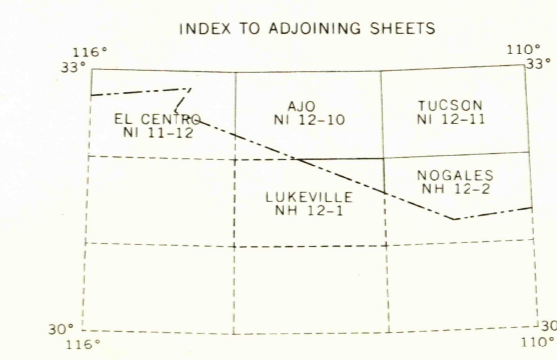 INDEX TO ADJOINING SHEETS
116° 110°
33° 33°
EL CENTRO
NI 11-12
AJO
NI 12-10
TUCSON
NI 12-11
LUKEVILLE
NH 12-1
NOGALES
NH 12-2
30° 30
116° 110°